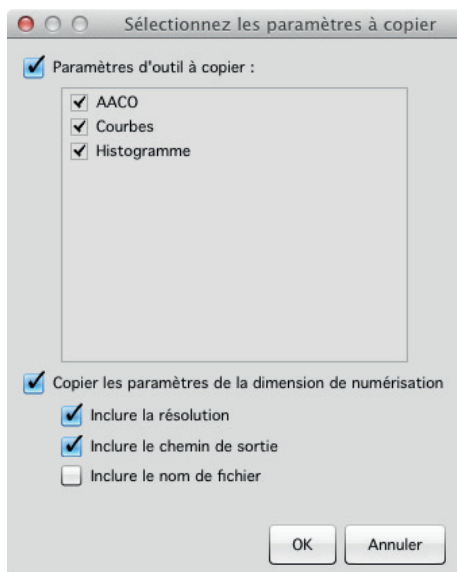 Sélectionnez les paramètres à copier
Paramètres d'outil à copier :
AACO
Courbes
Histogramme
Copier les paramètres de la dimension de numérisation
Inclure la résolution
Inclure le chemin de sortie
Inclure le nom de fichier
OK
Annuler